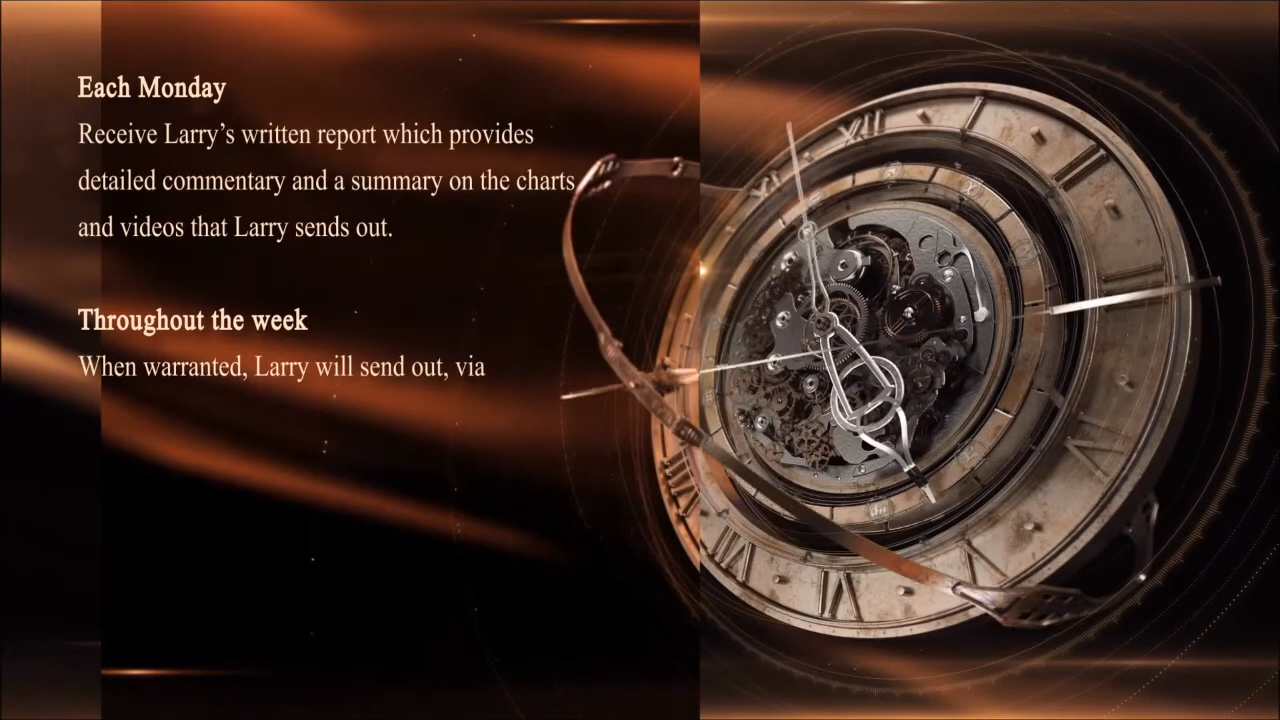 Each Monday
Receive Larry’s written report which provides
detailed commentary and a summary on the charts
and videos that Larry sends out.
Throughout the week
When warranted, Larry will send out, via